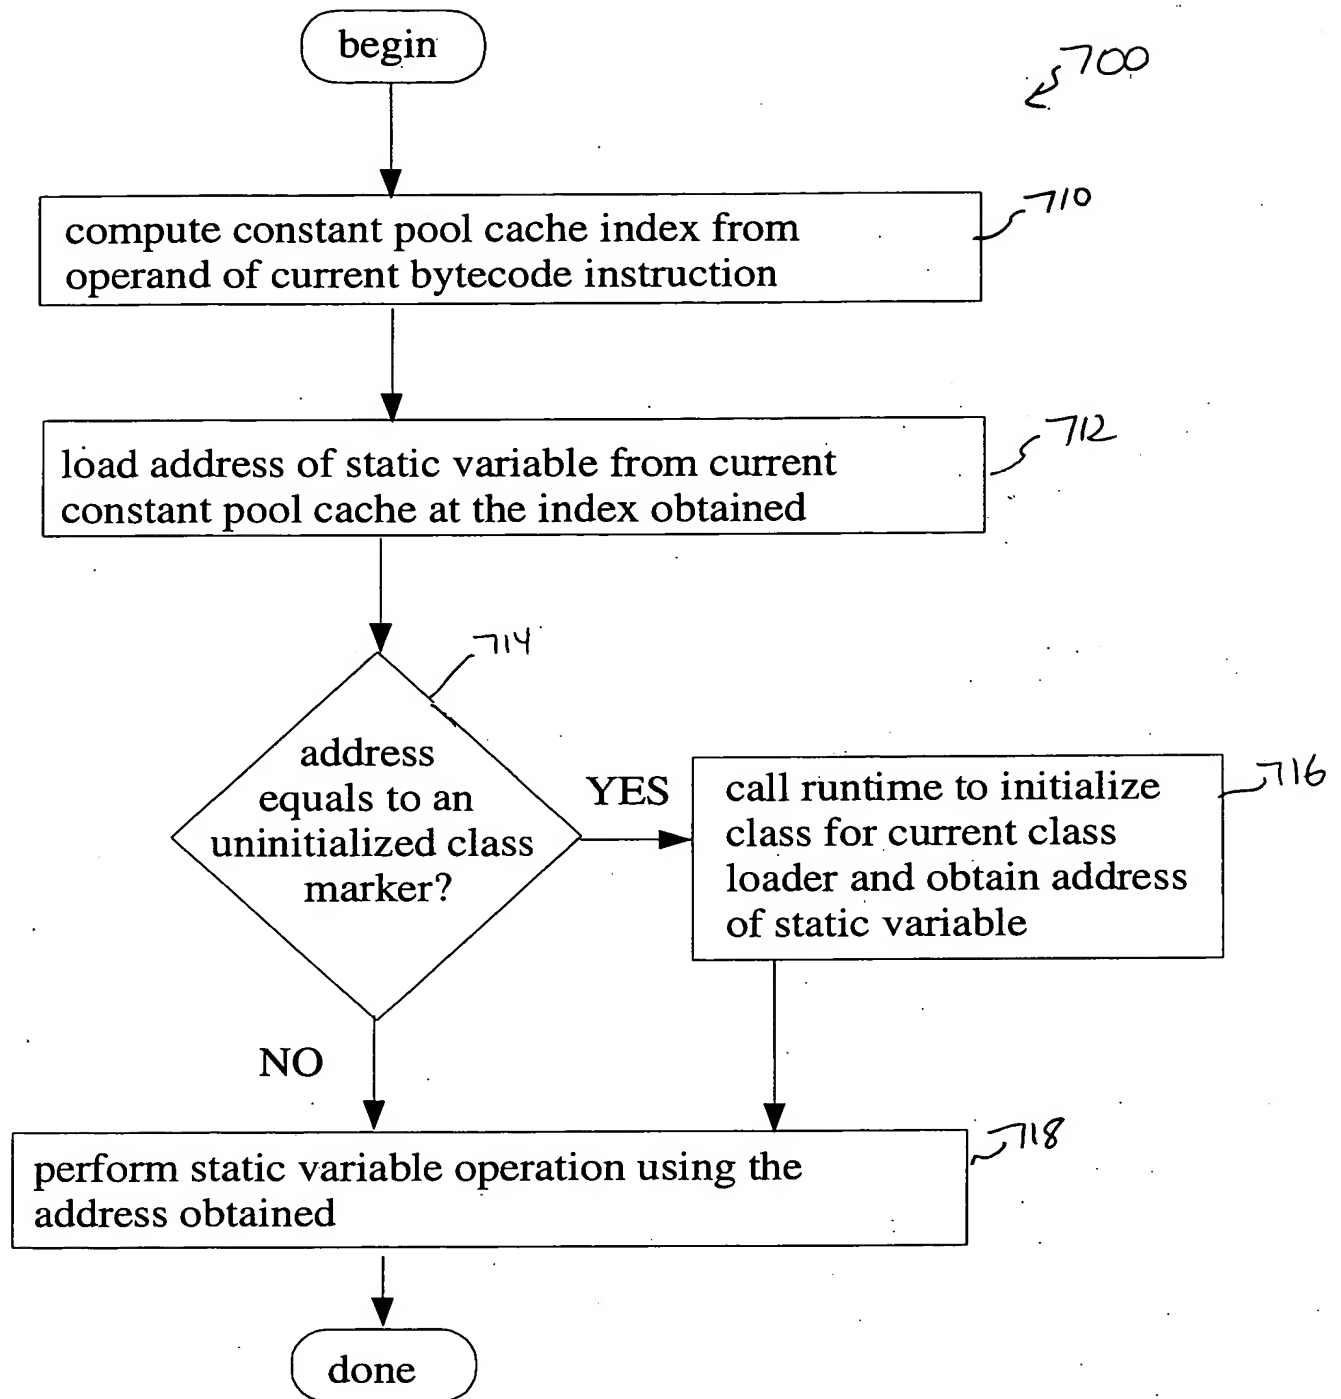 begin
700
compute constant pool cache index from
operand of current bytecode instruction
710
load address of static variable from current
constant pool cache at the index obtained
712
714
address
equals to an
uninitialized class
marker?
YES
call runtime to initialize
class for current class
loader and obtain address
of static variable
716
NO
perform static variable operation using the
address obtained
718
done